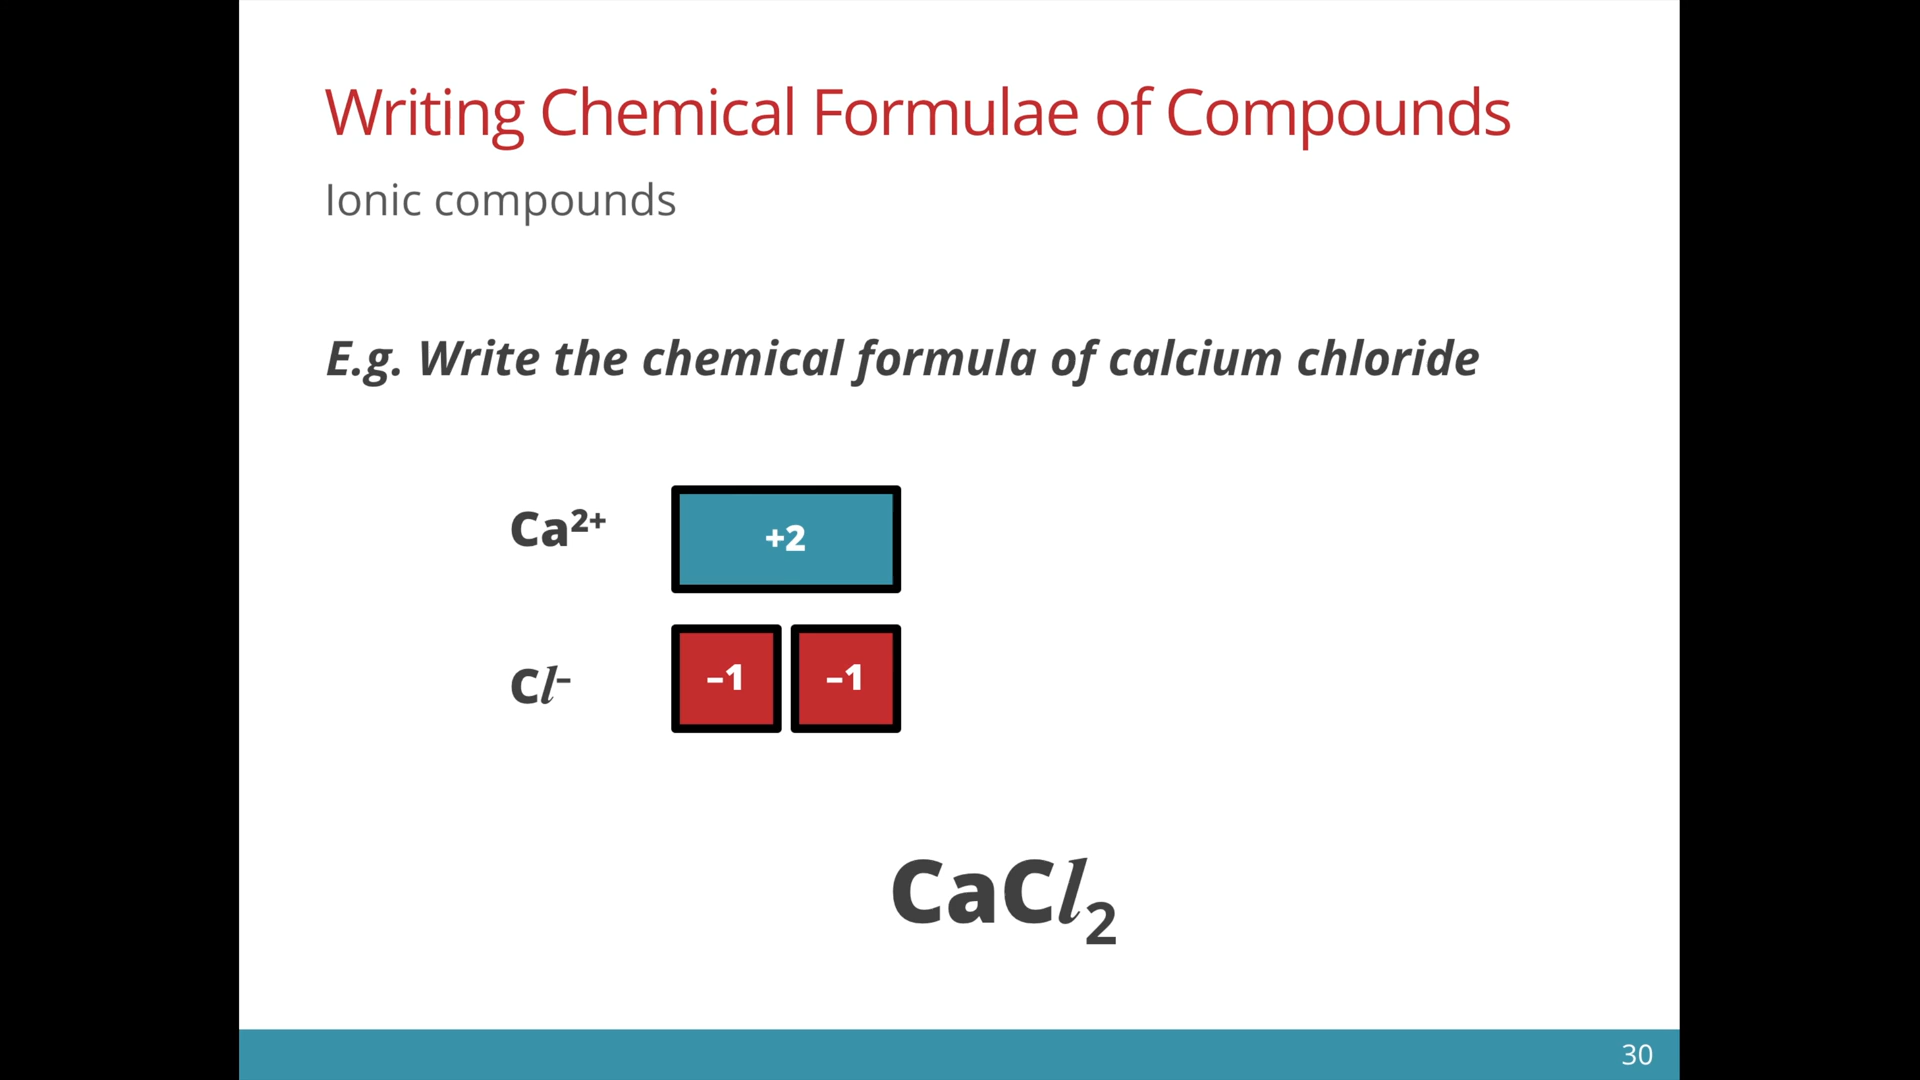 Writing Chemical Formulae of Compounds
Ionic compounds
E.g. Write the chemical formula of calcium chloride
Ca²⁺
+2
Cl⁻
–1 –1
CaCl₂
30